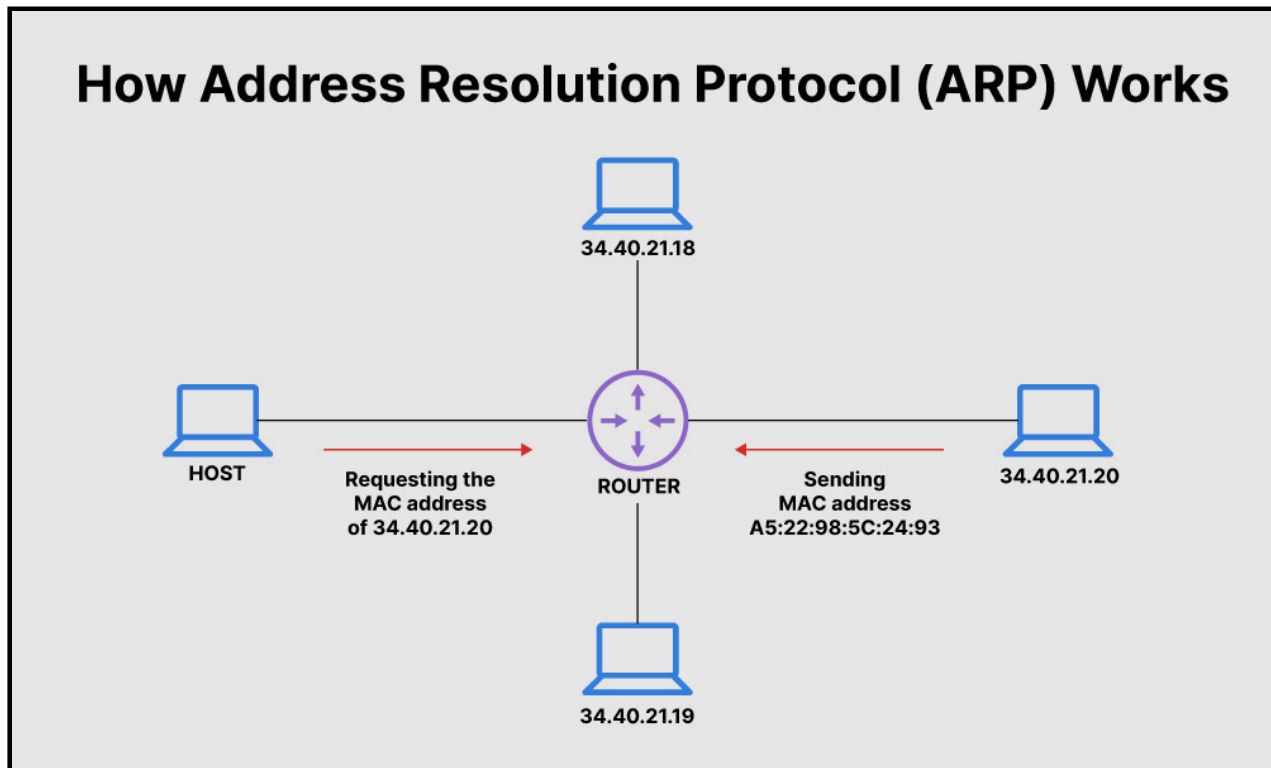 How Address Resolution Protocol (ARP) Works
34.40.21.18
HOST
Requesting the
MAC address
of 34.40.21.20
ROUTER
Sending
MAC address
A5:22:98:5C:24:93
34.40.21.20
34.40.21.19